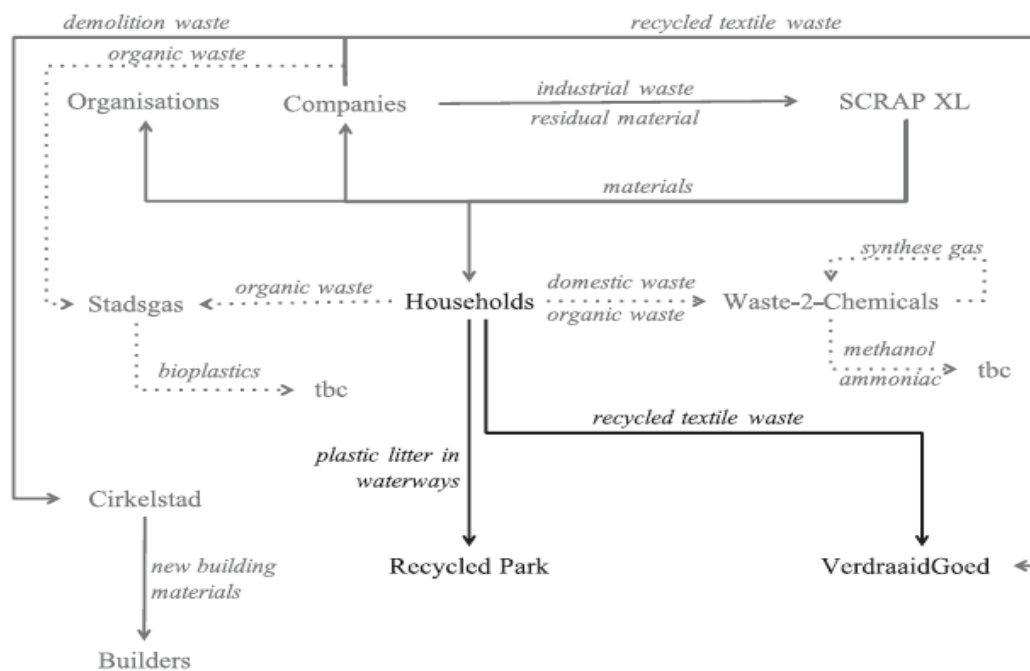 demolition waste
recycled textile waste
organic waste
Organisations
Companies
industrial waste
residual material
SCRAP XL
materials
synthese gas
Stadsgas
organic waste
Households
domestic waste
organic waste
Waste-2-Chemicals
bioplastics
tbc
methanol
ammoniac
tbc
recycled textile waste
plastic litter in
waterways
Cirkelstad
Recycled Park
VerdraaidGoed
new building
materials
Builders